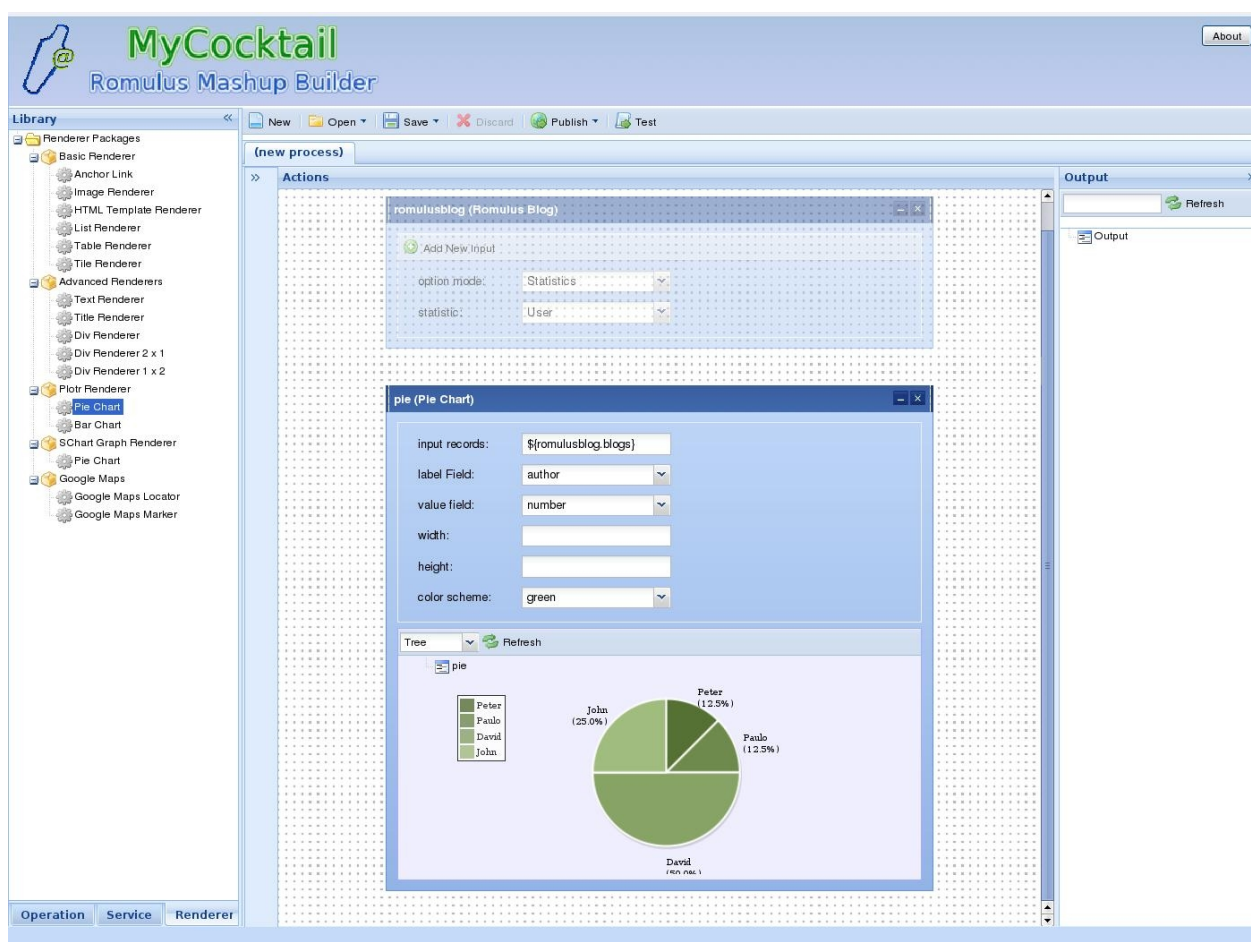 MyCocktail
@
Romulus Mashup Builder
About
Library «
New Open Save Discard Publish Test
Renderer Packages
Basic Renderer
Anchor Link
Image Renderer
HTML Template Renderer
List Renderer
Table Renderer
Tile Renderer
Advanced Renderers
Text Renderer
Title Renderer
Div Renderer
Div Renderer 2 x 1
Div Renderer 1 x 2
Plotr Renderer
Pie Chart
Bar Chart
SChart Graph Renderer
Pie Chart
Google Maps
Google Maps Locator
Google Maps Marker
Operation Service Renderer
(new process)
» Actions
romulusblog (Romulus Blog)
Add New Input
option mode: Statistics
statistic: User
pie (Pie Chart)
input records: ${romulusblog.blogs}
label Field: author
value field: number
width:
height:
color scheme: green
Tree Refresh
pie
Peter
Paulo
David
John
John
(25.0%)
Peter
(12.5%)
Paulo
(12.5%)
David
(50.0%)
Output
Refresh
Output